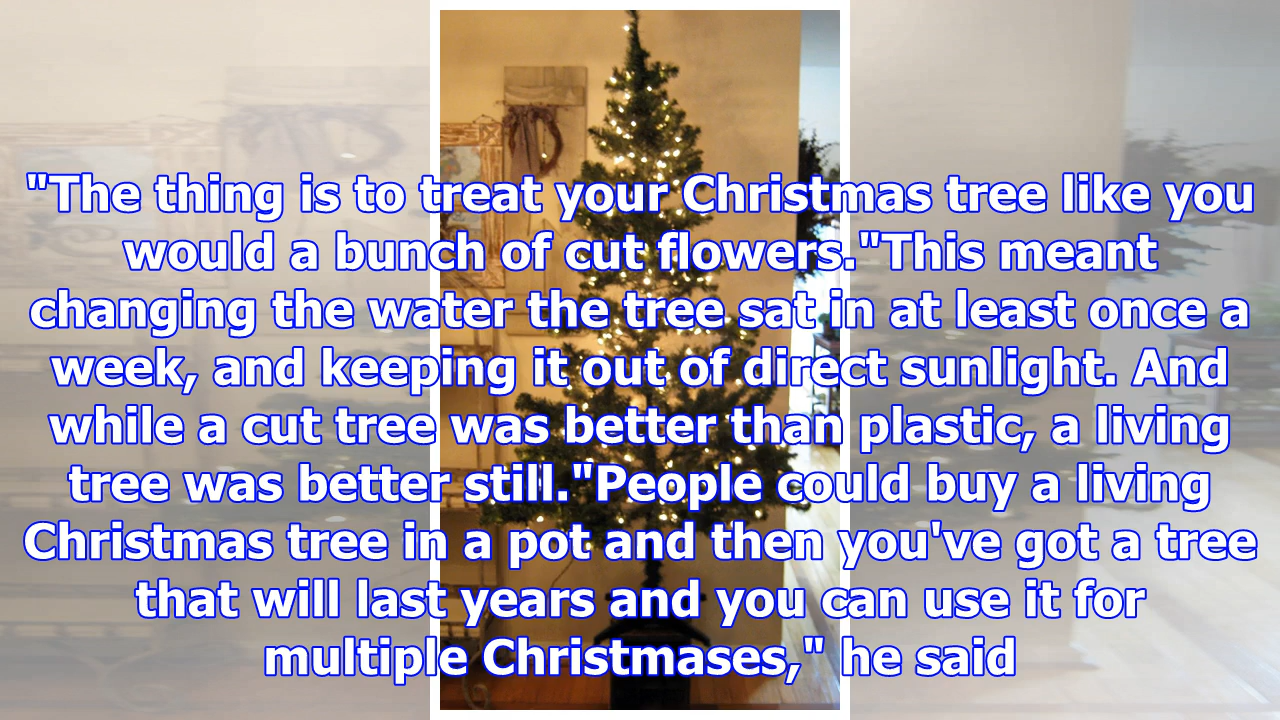 "The thing is to treat your Christmas tree like you
would a bunch of cut flowers."This meant
changing the water the tree sat in at least once a
week, and keeping it out of direct sunlight. And
while a cut tree was better than plastic, a living
tree was better still."People could buy a living
Christmas tree in a pot and then you've got a tree
that will last years and you can use it for
multiple Christmases," he said